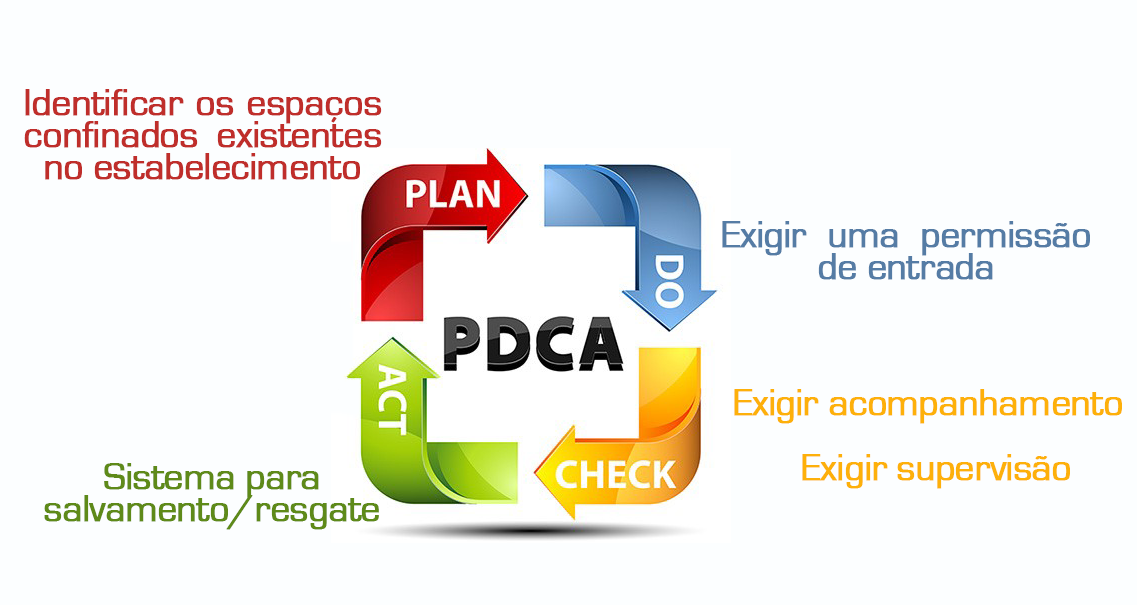 Identificar os espaços
confinados existentes
no estabelecimento
PLAN
DO
Exigir uma permissão
de entrada
PDCA
ACT
Exigir acompanhamento
CHECK
Exigir supervisão
Sistema para
salvamento/resgate